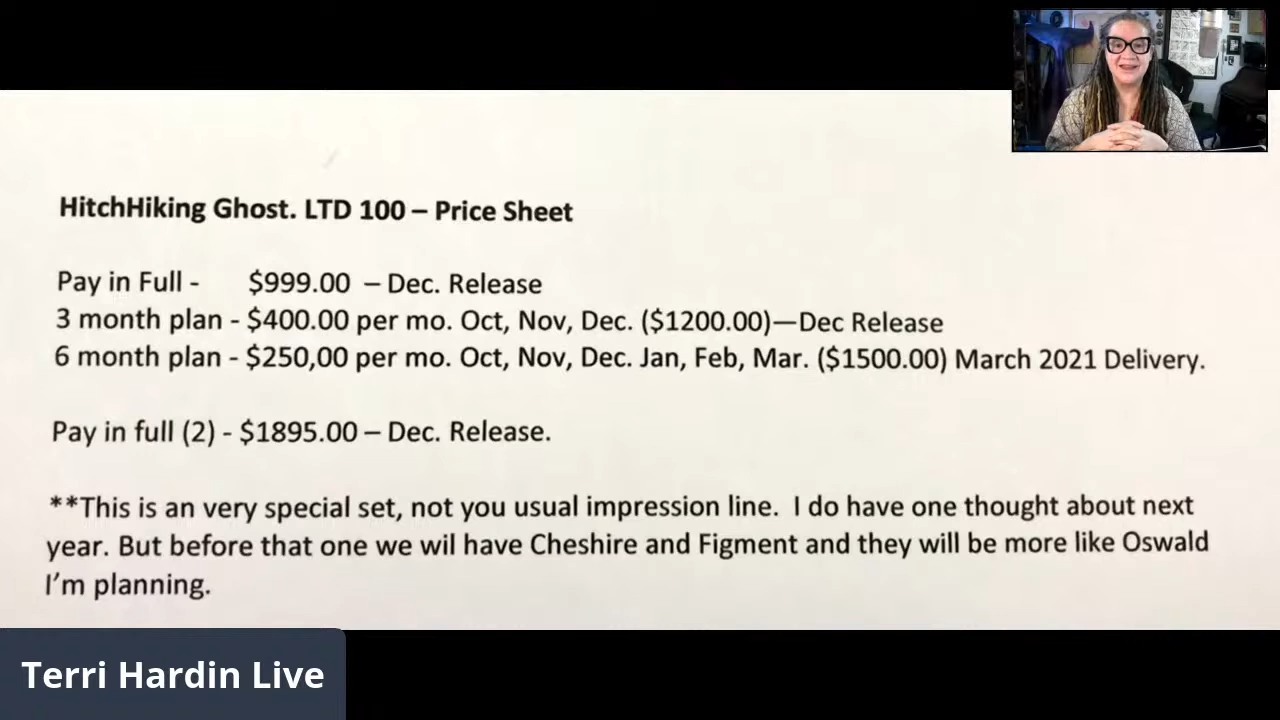 HitchHiking Ghost. LTD 100 – Price Sheet
Pay in Full - $999.00 – Dec. Release
3 month plan - $400.00 per mo. Oct, Nov, Dec. ($1200.00)—Dec Release
6 month plan - $250,00 per mo. Oct, Nov, Dec. Jan, Feb, Mar. ($1500.00) March 2021 Delivery.
Pay in full (2) - $1895.00 – Dec. Release.
**This is an very special set, not you usual impression line. I do have one thought about next
year. But before that one we wil have Cheshire and Figment and they will be more like Oswald
I'm planning.
Terri Hardin Live